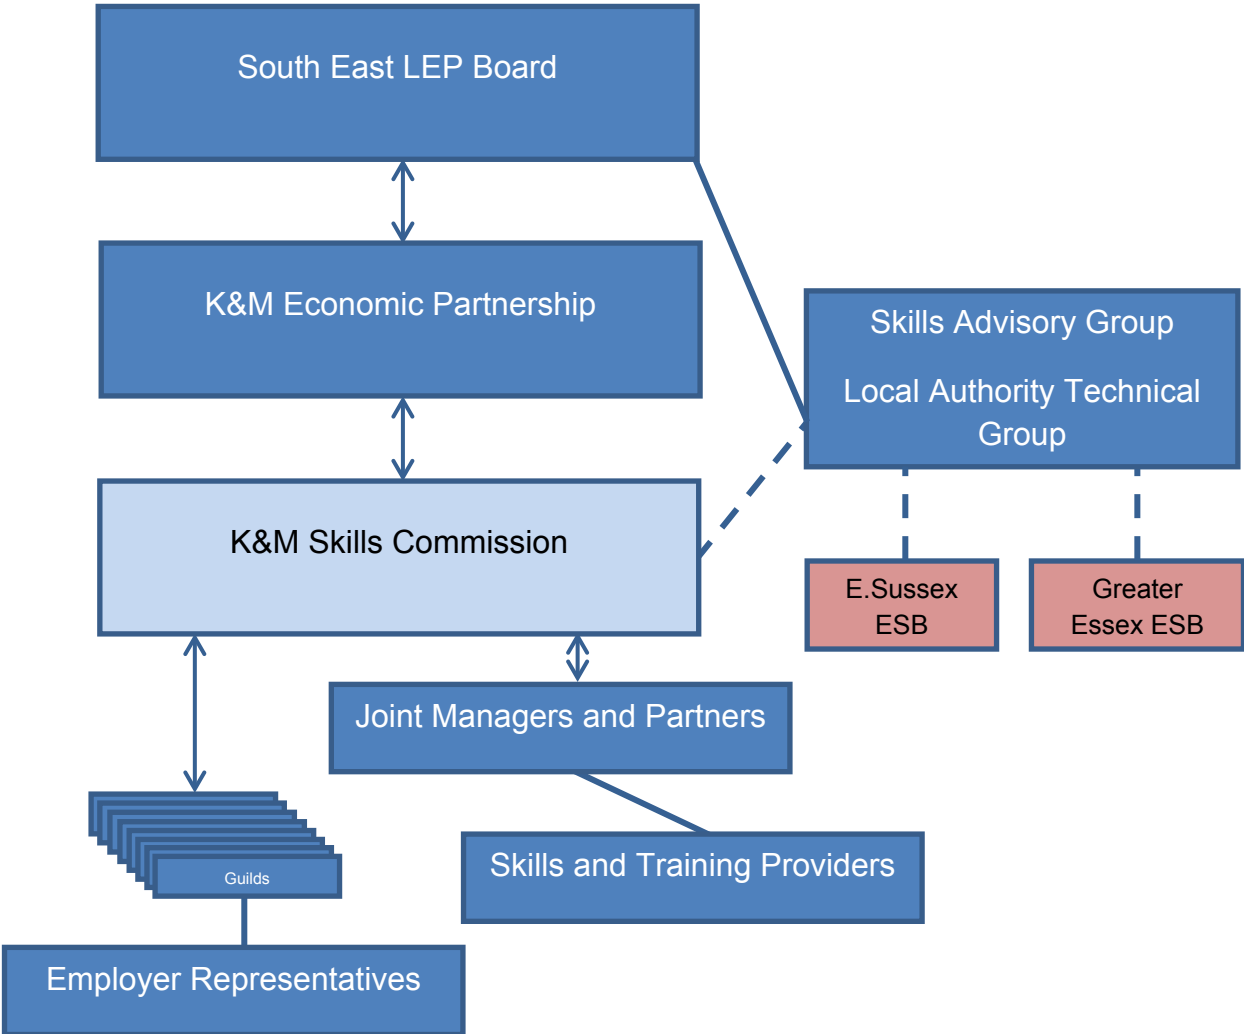 South East LEP Board
K&M Economic Partnership
Skills Advisory Group
Local Authority Technical
Group
K&M Skills Commission
E.Sussex
ESB
Greater
Essex ESB
Joint Managers and Partners
Skills and Training Providers
Guilds
Employer Representatives